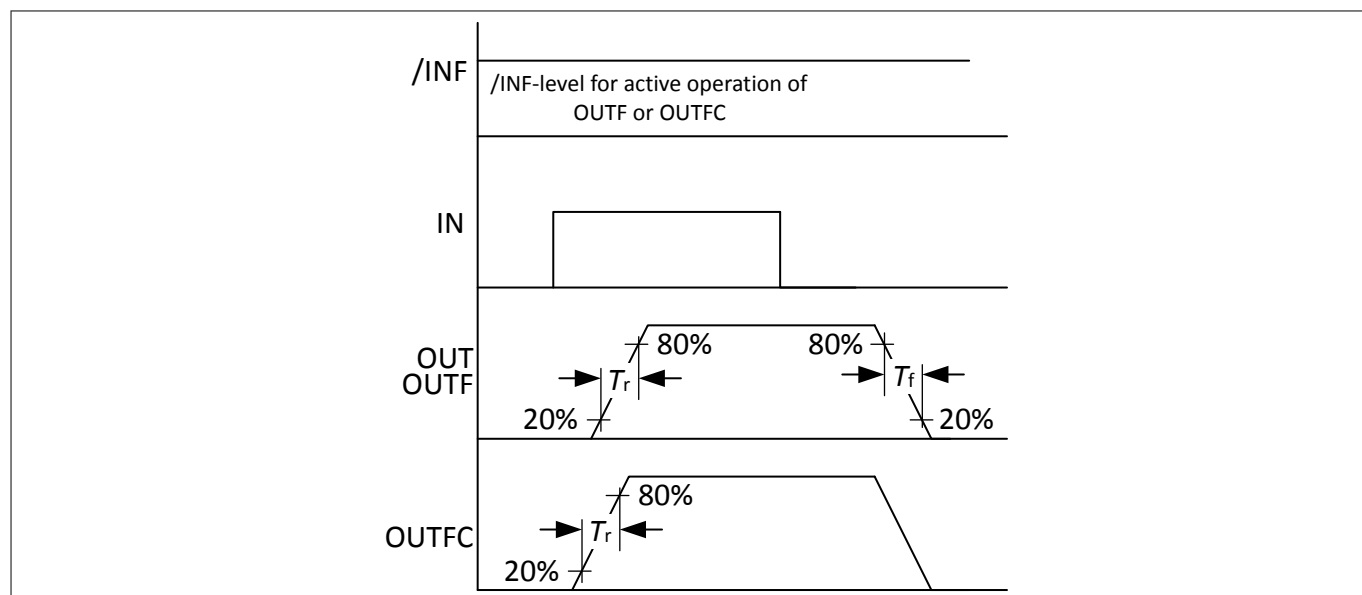 /INF
/INF-level for active operation of
OUTF or OUTFC
IN
OUT
OUTF
80%
80%
Tr
Tf
20%
20%
OUTFC
80%
Tr
20%